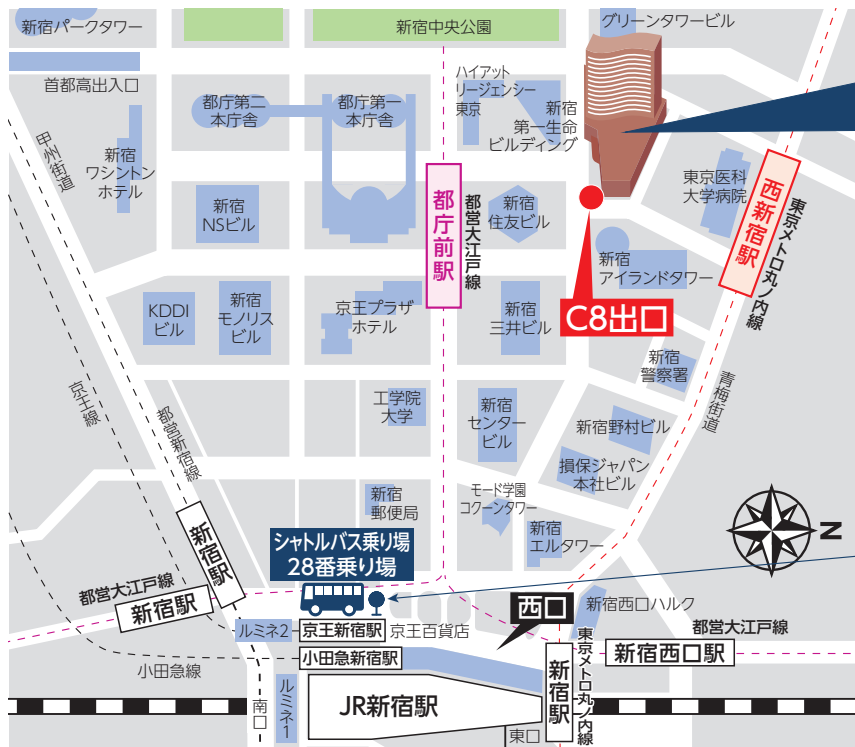 新宿パークタワー
新宿中央公園
グリーンタワービル
首都高出入口
都庁第二
本庁舎
都庁第一
本庁舎
ハイアット
リージェンシー
東京
新宿
第一生命
ビルディング
甲州街道
新宿
ワシントン
ホテル
新宿
NSビル
都庁前駅
都営大江戸線
新宿
住友ビル
東京医科
大学病院
西新宿駅
東京メトロ丸ノ内線
新宿
アイランドタワー
C8出口
KDDI
ビル
新宿
モノリス
ビル
京王プラザ
ホテル
新宿
三井ビル
新宿
警察署
青梅街道
京王線
都営新宿線
工学院
大学
新宿
センター
ビル
新宿野村ビル
損保ジャパン
本社ビル
新宿
郵便局
モード学園
コクーンタワー
新宿
エルタワー
N
新宿駅
シャトルバス乗り場
28番乗り場
都営大江戸線
新宿駅
西口
新宿西口ハルク
ルミネ2
京王新宿駅
京王百貨店
都営大江戸線
新宿西口駅
小田急線
小田急新宿駅
新宿駅
東京メトロ丸ノ内線
南口
ルミネ1
JR新宿駅
東口